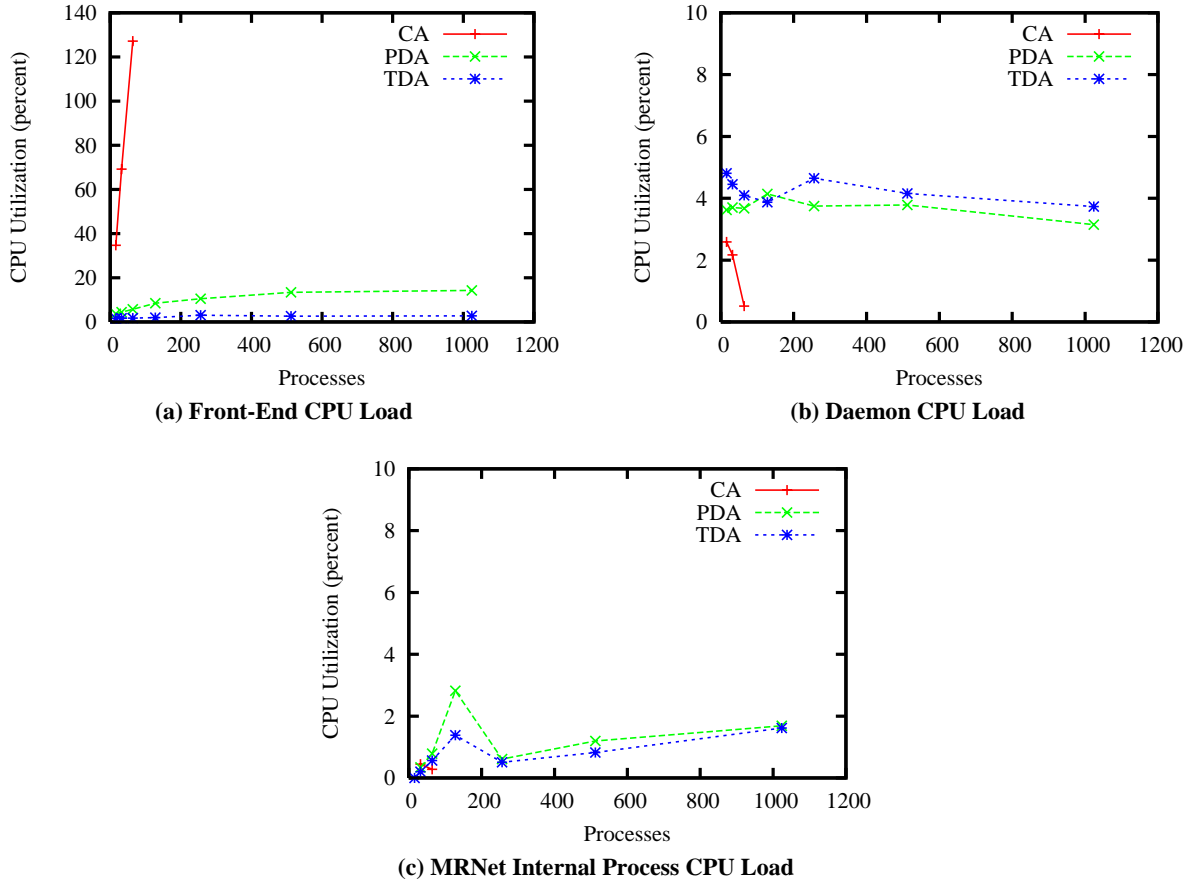 140
120
100
80
60
40
20
0
CPU Utilization (percent)
CA
PDA
TDA
0 200 400 600 800 1000 1200
Processes
(a) Front-End CPU Load
10
8
6
4
2
0
CPU Utilization (percent)
CA
PDA
TDA
0 200 400 600 800 1000 1200
Processes
(b) Daemon CPU Load
10
8
6
4
2
0
CPU Utilization (percent)
CA
PDA
TDA
0 200 400 600 800 1000 1200
Processes
(c) MRNet Internal Process CPU Load